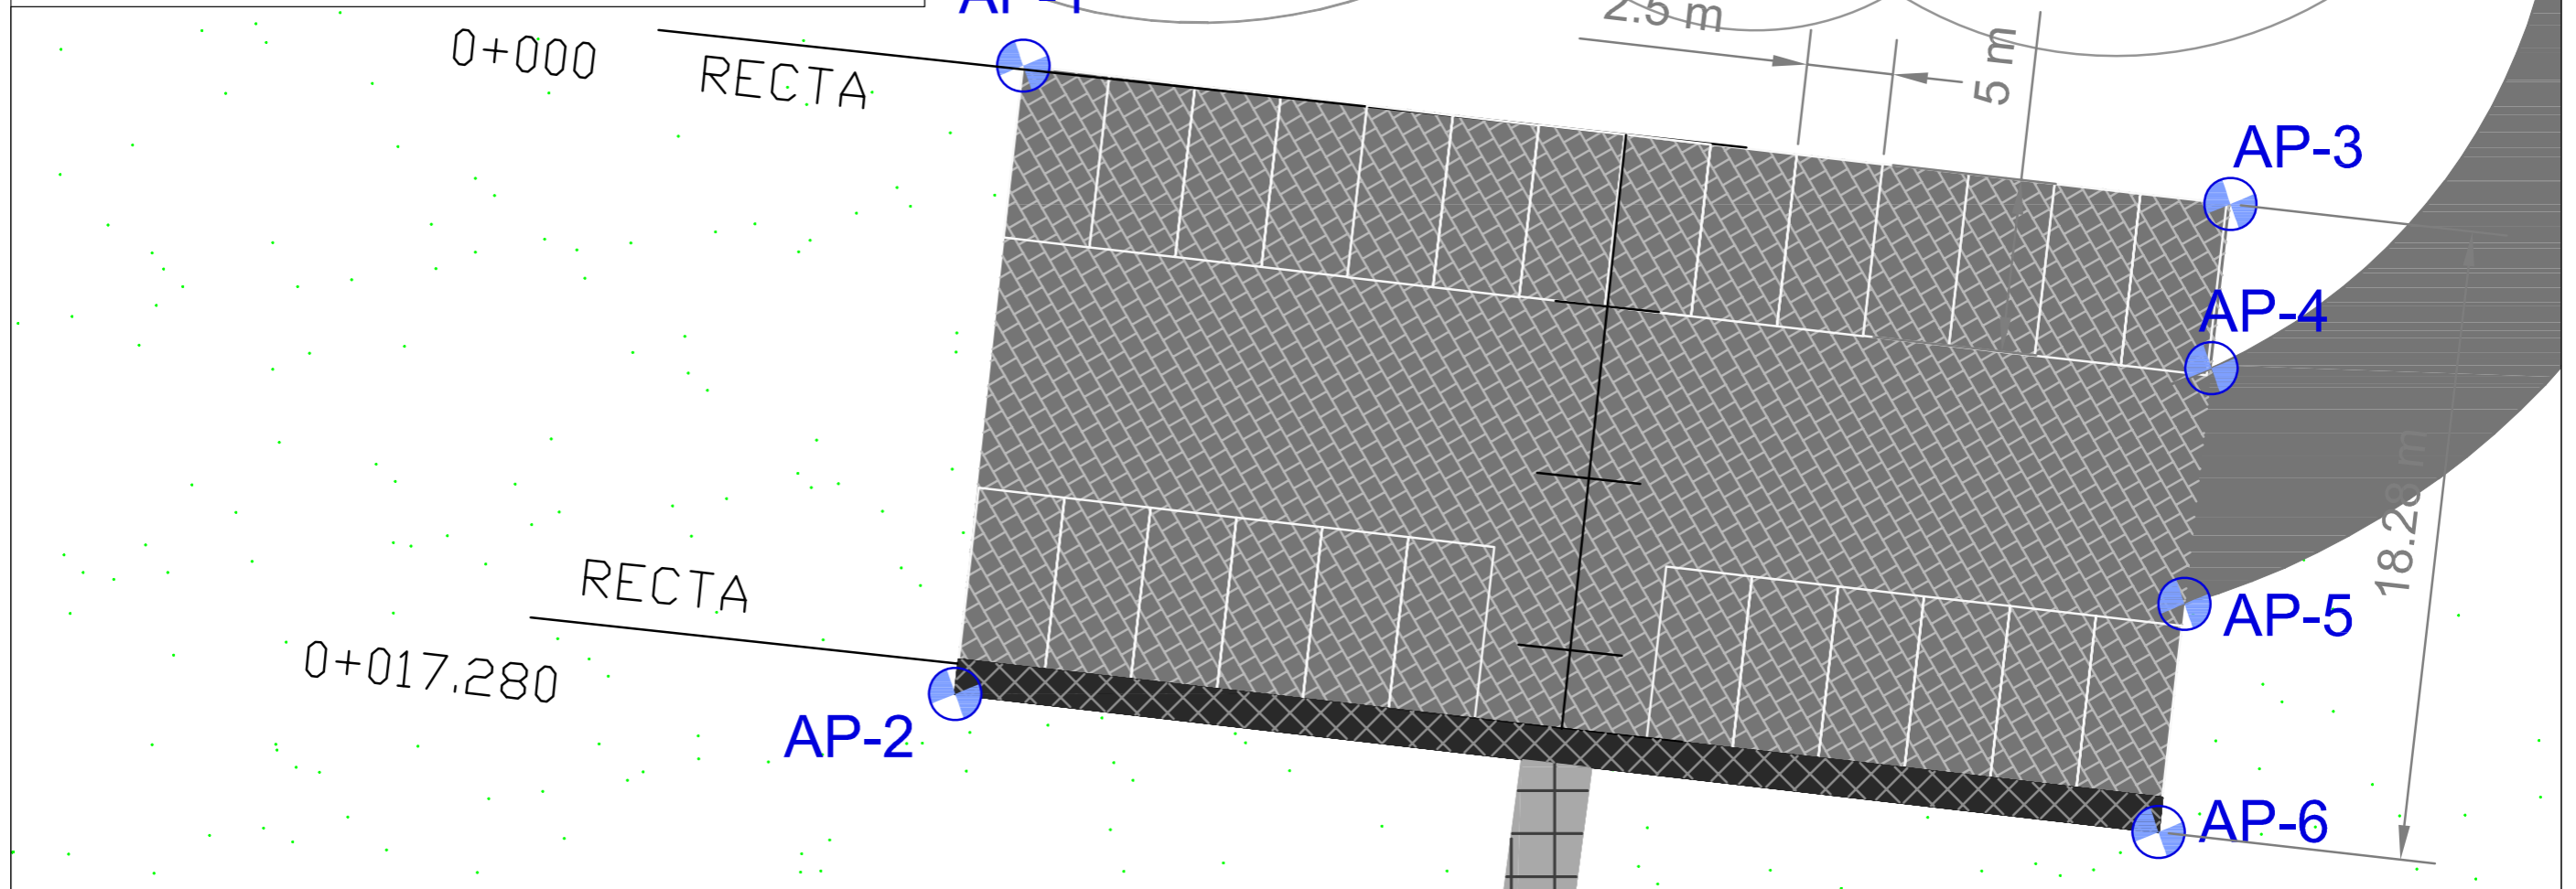 AP-1
2.5 m
0+000
RECTA
5 m
AP-3
AP-4
18.28 m
RECTA
AP-5
0+017.280
AP-2
AP-6